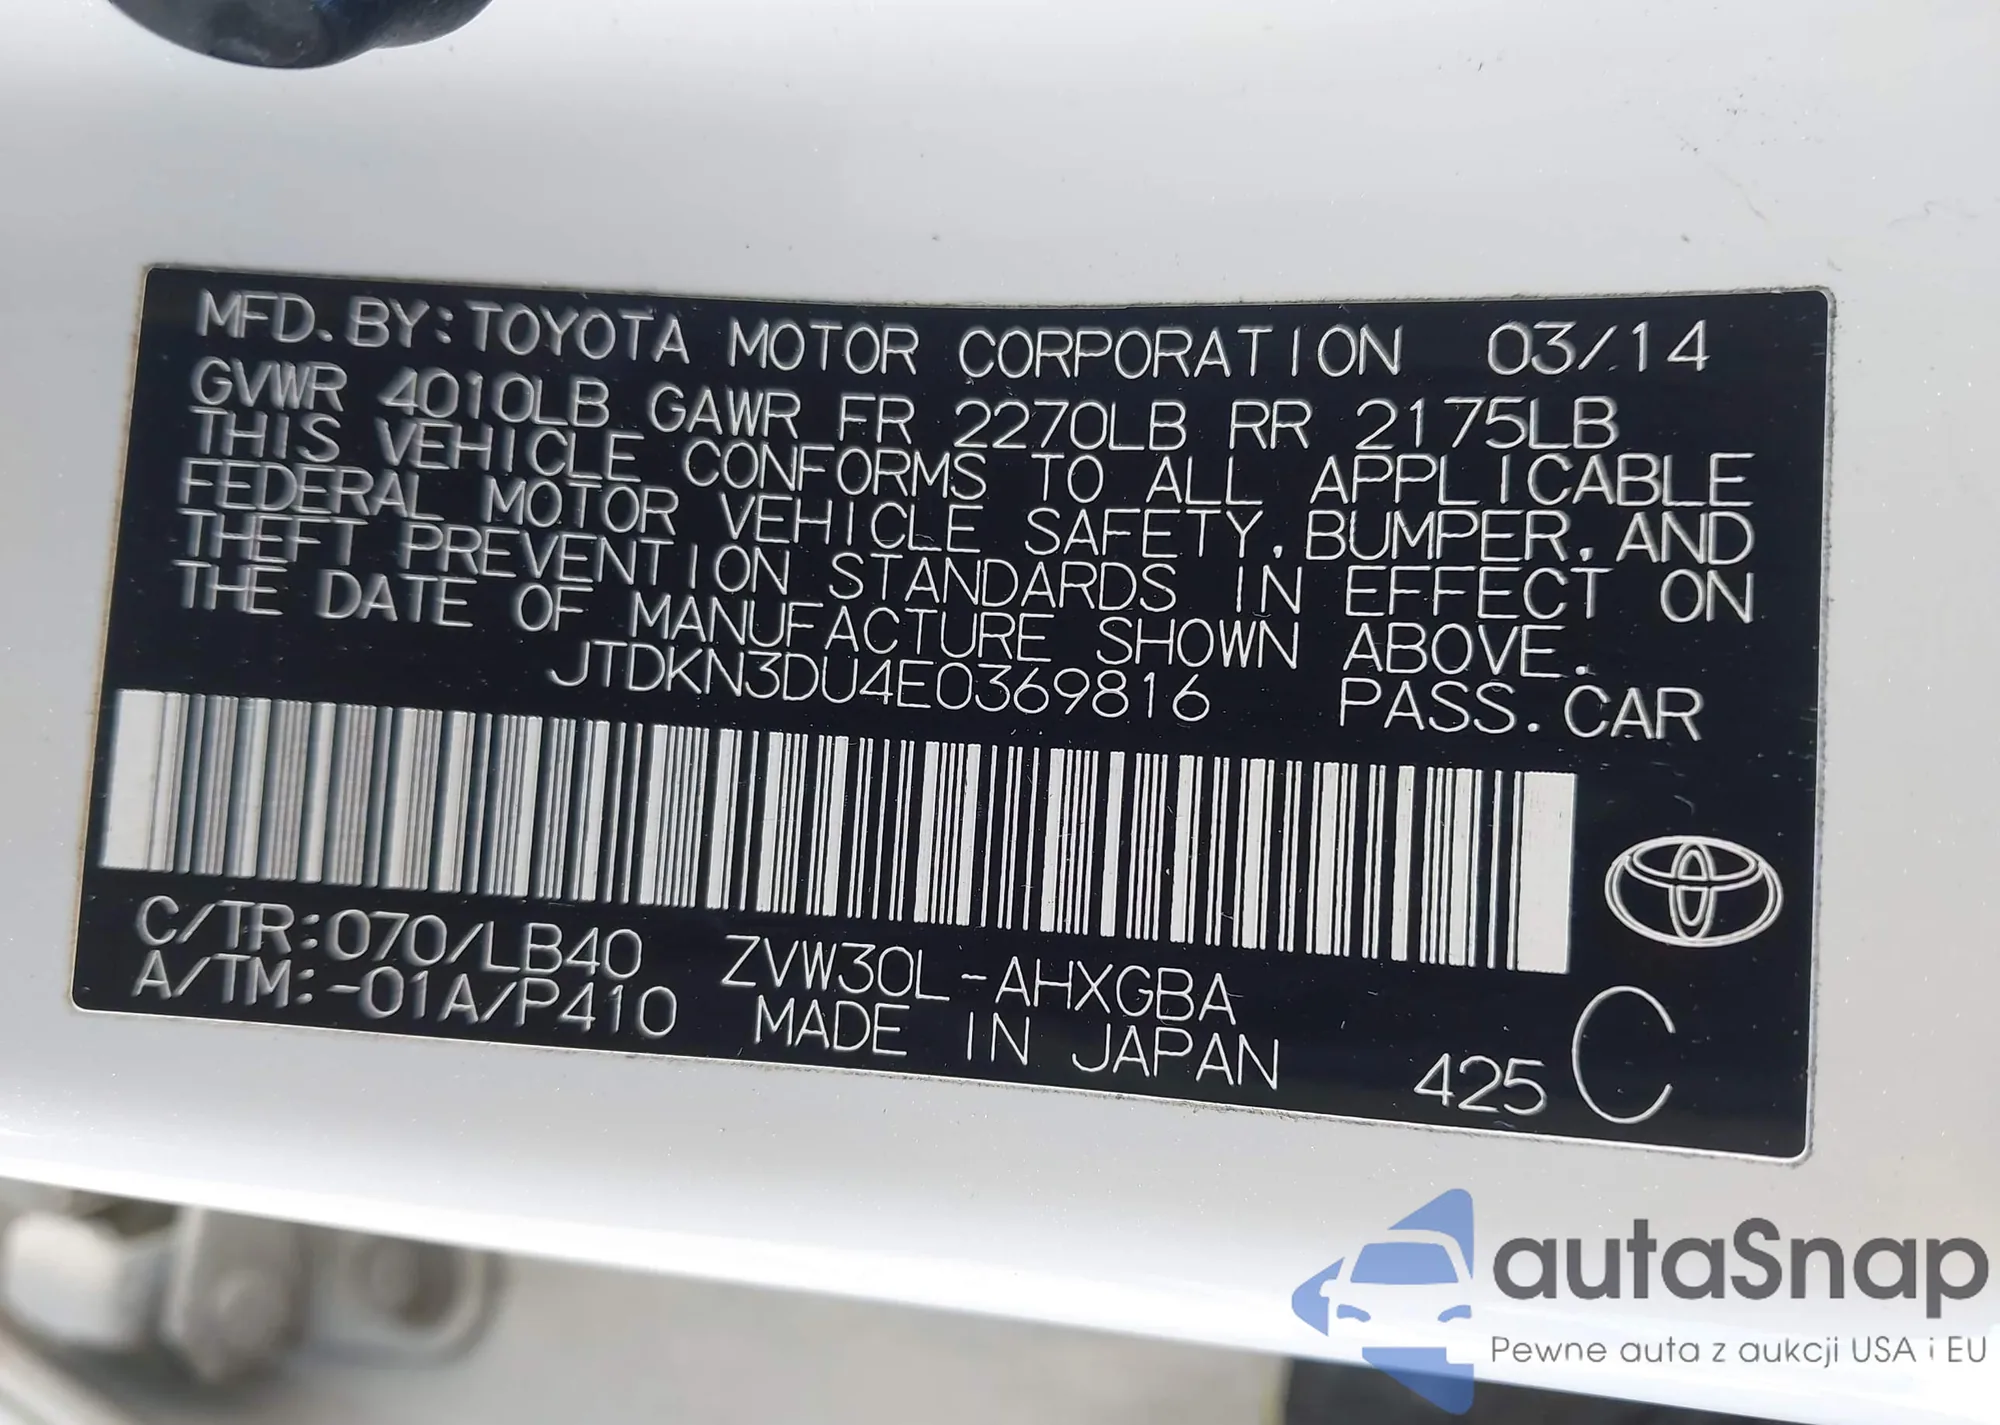 MFD. BY: TOYOTA MOTOR CORPORATION 03/14
GVWR 4010LB GAWR FR 2270LB RR 2175LB
THIS VEHICLE CONFORMS TO ALL APPLICABLE
FEDERAL MOTOR VEHICLE SAFETY, BUMPER, AND
THEFT PREVENTION STANDARDS IN EFFECT ON
THE DATE OF MANUFACTURE SHOWN ABOVE.
JTDKN3DU4E0369816 PASS. CAR
C/TR: 070/LB40 ZVW30L-AHXGBA
A/TM: -01A/P410 MADE IN JAPAN 425 C
autaSnap
Pewne auta z aukcji USA i EU